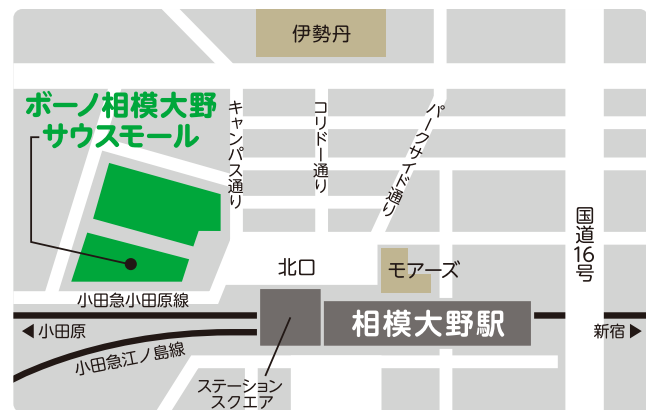 伊勢丹
ボーノ相模大野
サウスモール
キャンパス通り
コリドー通り
パークサイド通り
国道16号
北口
モアーズ
小田急小田原線
◀小田原
相模大野駅
新宿▶
小田急江ノ島線
ステーション
スクエア